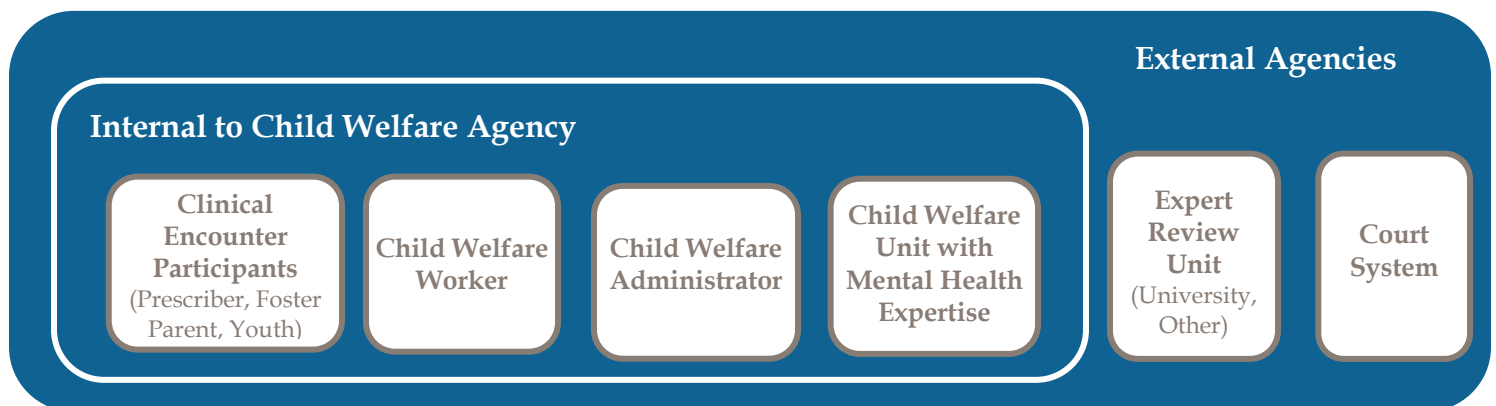 External Agencies
Internal to Child Welfare Agency
Clinical
Encounter
Participants
(Prescriber, Foster
Parent, Youth)
Child Welfare
Worker
Child Welfare
Administrator
Child Welfare
Unit with
Mental Health
Expertise
Expert
Review
Unit
(University,
Other)
Court
System